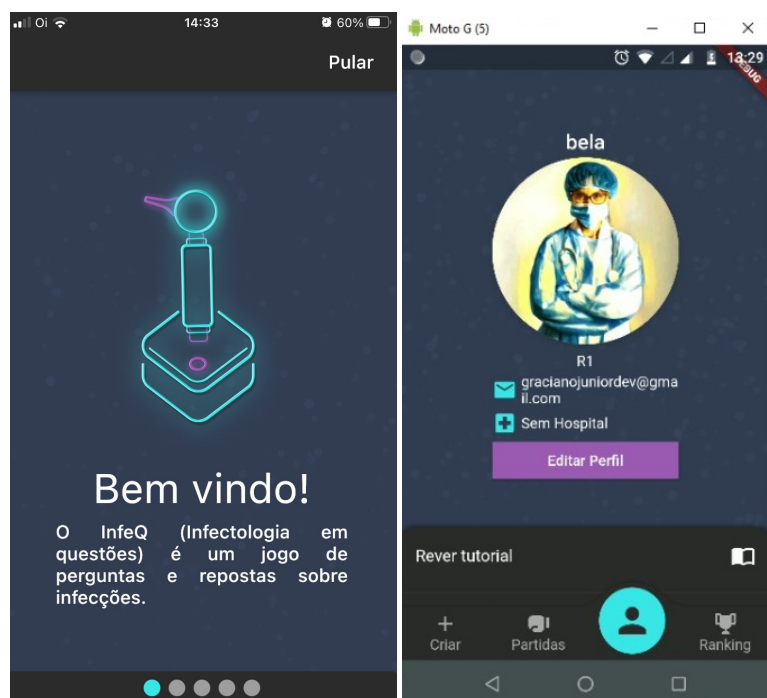 Oi
14:33
60%
Pular
Bem vindo!
O InfeQ (Infectologia em
questões) é um jogo de
perguntas e repostas sobre
infecções.
Moto G (5)
13:29
DEBUG
bela
R1
gracianojuniordev@gma
il.com
Sem Hospital
Editar Perfil
Rever tutorial
Criar
Partidas
Ranking